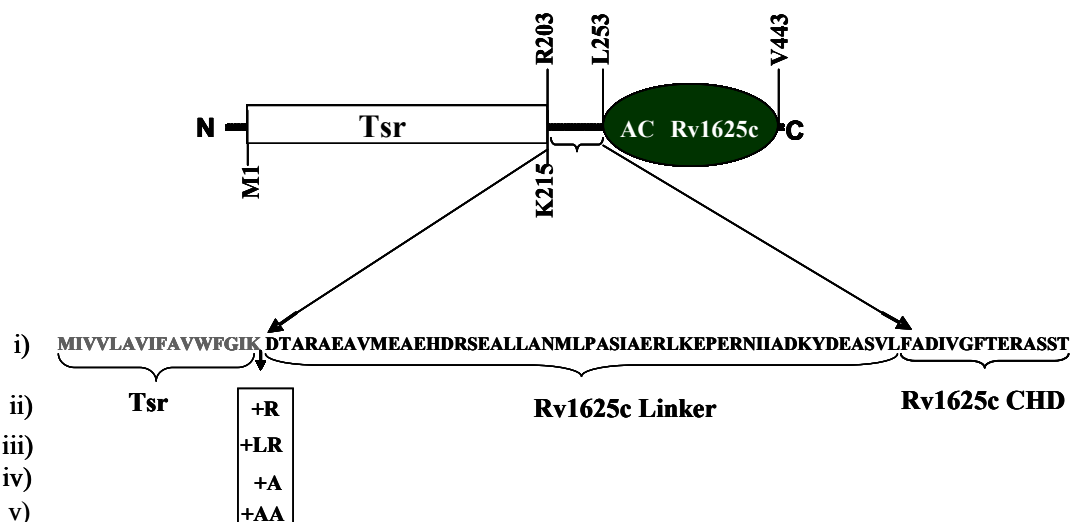 R203
L253
V443
N
Tsr
AC Rv1625c
C
M1
K215
i) MIVVLAVIFAVWFGIK DTARAEAVMEAEHDRSEALLANMLPASIAERLKEPERNIIADKYDEASVLFADIVGFTERASST
Tsr
Rv1625c Linker
Rv1625c CHD
ii) +R
iii) +LR
iv) +A
v) +AA